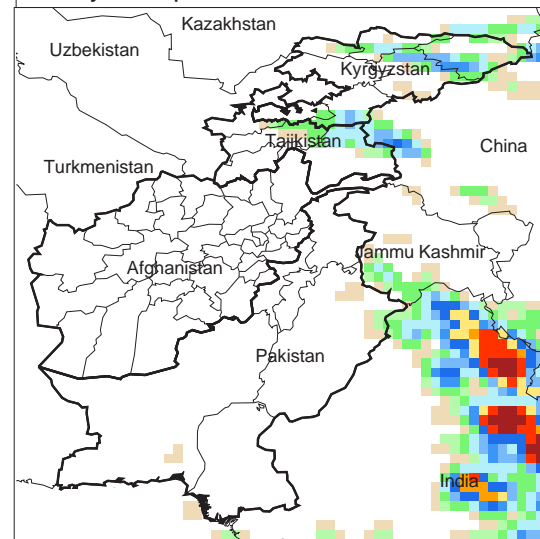 Kazakhstan
Uzbekistan
Kyrgyzstan
Tajikistan
China
Turkmenistan
Jammu Kashmir
Afghanistan
Pakistan
India